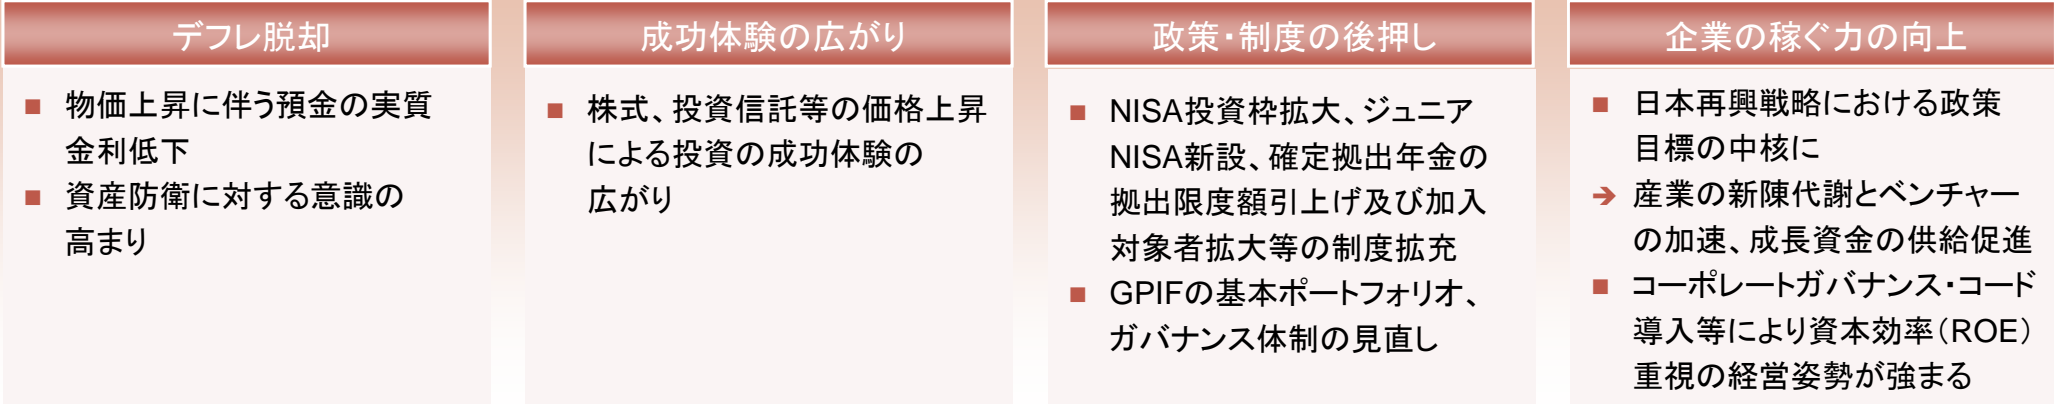 デフレ脱却
■ 物価上昇に伴う預金の実質
金利低下
■ 資産防衛に対する意識の
高まり
成功体験の広がり
■ 株式、投資信託等の価格上昇
による投資の成功体験の
広がり
政策・制度の後押し
■ NISA投資枠拡大、ジュニア
NISA新設、確定拠出年金の
拠出限度額引上げ及び加入
対象者拡大等の制度拡充
■ GPIFの基本ポートフォリオ、
ガバナンス体制の見直し
企業の稼ぐ力の向上
■ 日本再興戦略における政策
目標の中核に
➔ 産業の新陳代謝とベンチャー
の加速、成長資金の供給促進
■ コーポレートガバナンス・コード
導入等により資本効率（ROE）
重視の経営姿勢が強まる